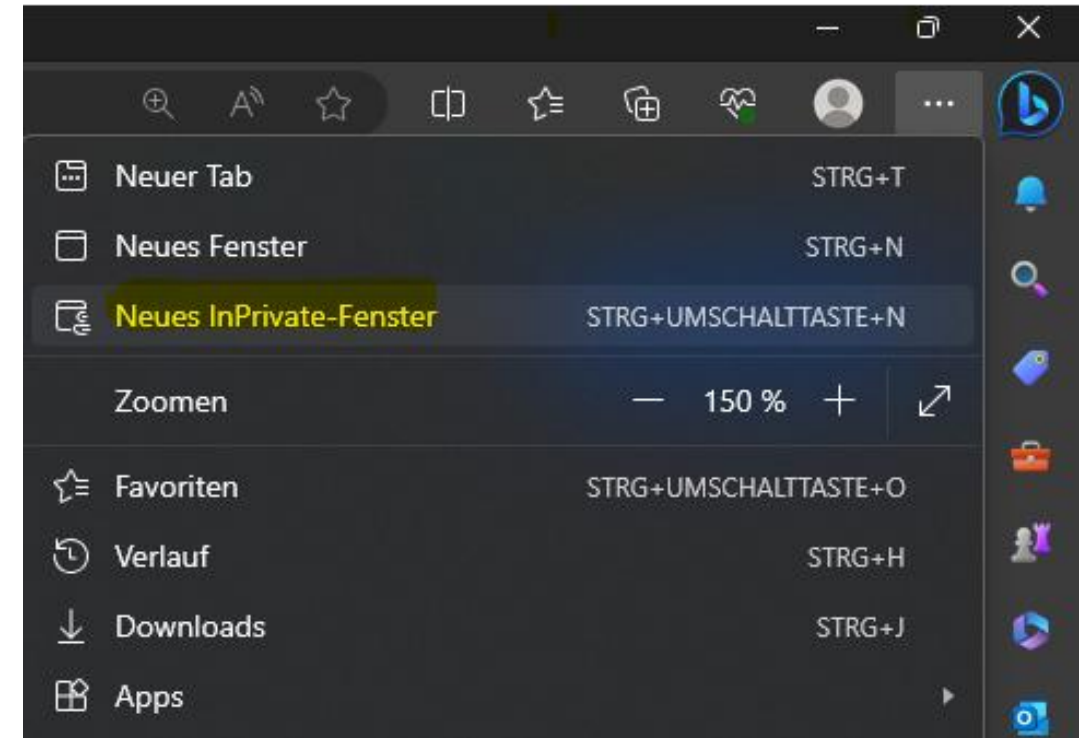 Neuer Tab STRG+T
Neues Fenster STRG+N
Neues InPrivate-Fenster STRG+UMSCHALTTASTE+N
Zoomen — 150 % +
Favoriten STRG+UMSCHALTTASTE+O
Verlauf STRG+H
Downloads STRG+J
Apps